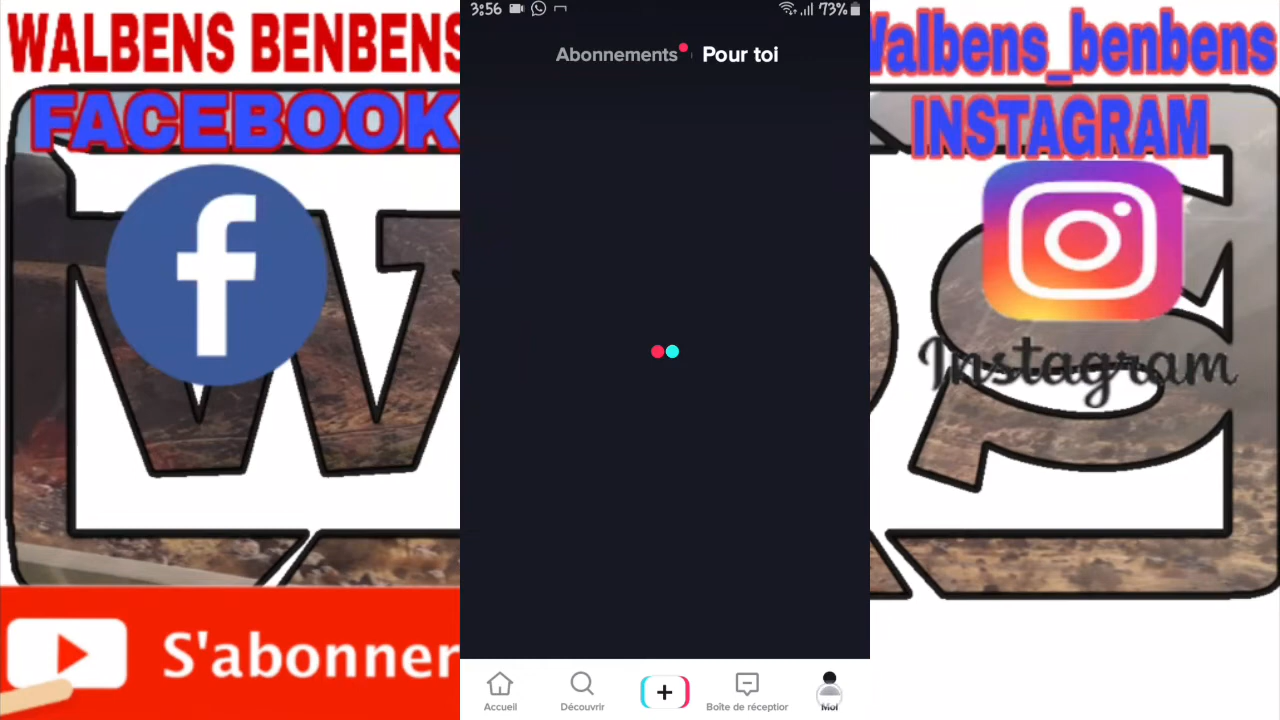 WALBENS BENBENS
FACEBOOK
f
S'abonner
3:56
73%
Abonnements
Pour toi
Accueil
Découvrir
Boîte de réception
Moi
Walbens_benbens
INSTAGRAM
Instagram